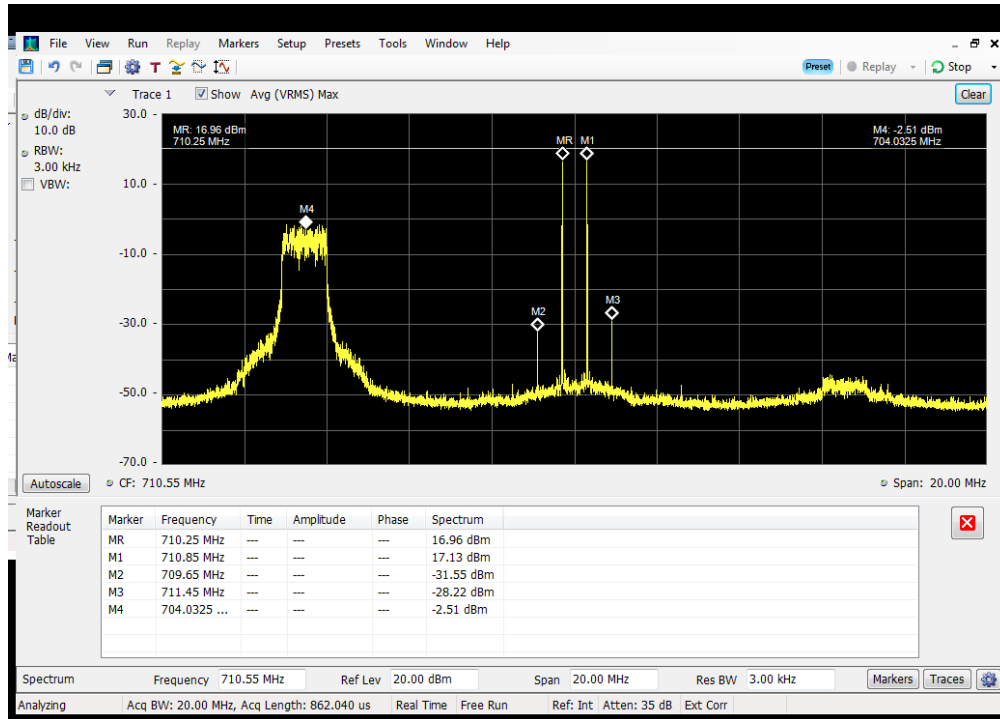 File View Run Replay Markers Setup Presets Tools Window Help
T Preset Replay Stop
Trace 1 Show Avg (VRMS) Max Clear
dB/div:
10.0 dB
RBW:
3.00 kHz
VBW:
30.0
10.0
-10.0
-30.0
-50.0
-70.0
MR: 16.96 dBm
710.25 MHz
M4: -2.51 dBm
704.0325 MHz
MR M1
M4
M2
M3
Autoscale CF: 710.55 MHz Span: 20.00 MHz
Marker
Readout
Table
Marker Frequency Time Amplitude Phase Spectrum
MR 710.25 MHz --- --- --- 16.96 dBm
M1 710.85 MHz --- --- --- 17.13 dBm
M2 709.65 MHz --- --- --- -31.55 dBm
M3 711.45 MHz --- --- --- -28.22 dBm
M4 704.0325 ... --- --- --- -2.51 dBm
Spectrum Frequency 710.55 MHz Ref Lev 20.00 dBm Span 20.00 MHz Res BW 3.00 kHz Markers Traces
Analyzing Acq BW: 20.00 MHz, Acq Length: 862.040 us Real Time Free Run Ref: Int Atten: 35 dB Ext Corr